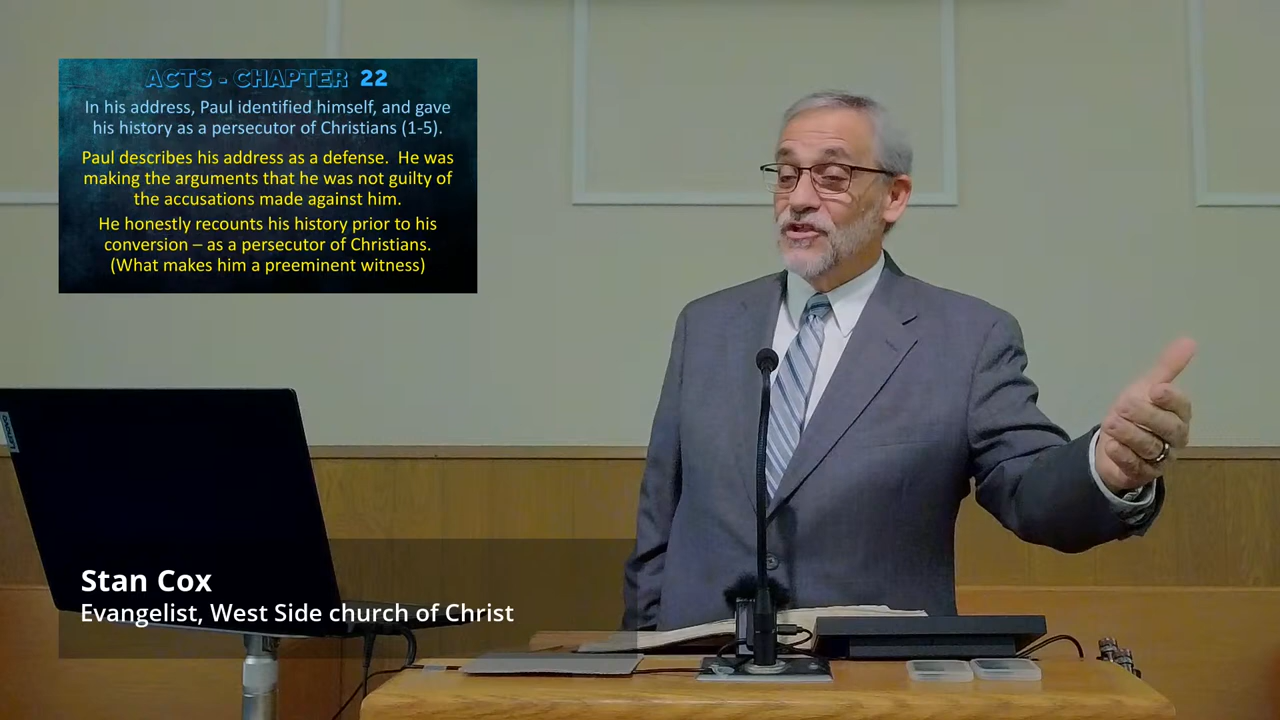 ACTS - CHAPTER 22
In his address, Paul identified himself, and gave
his history as a persecutor of Christians (1-5).
Paul describes his address as a defense.  He was
making the arguments that he was not guilty of
the accusations made against him.
He honestly recounts his history prior to his
conversion – as a persecutor of Christians.
(What makes him a preeminent witness)
Lenovo
Stan Cox
Evangelist, West Side church of Christ